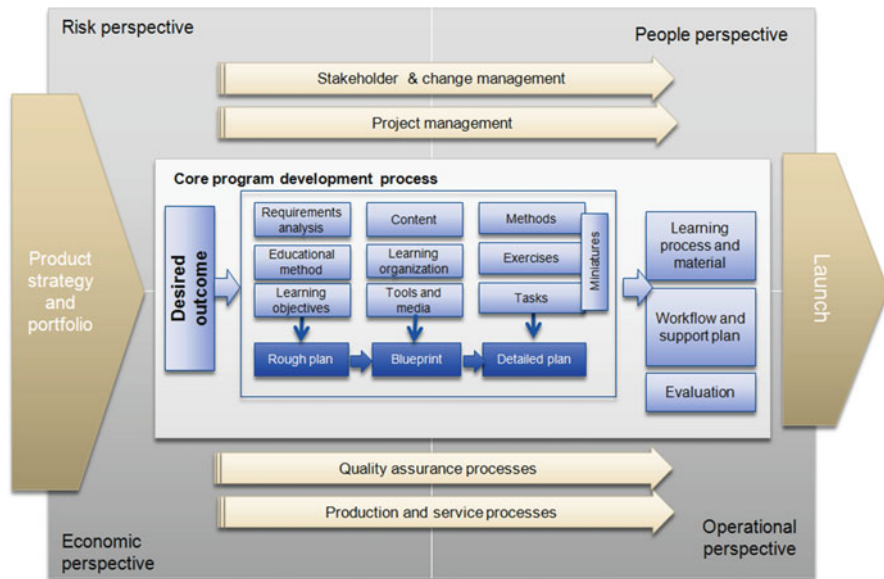 Risk perspective
People perspective
Stakeholder & change management
Project management
Product
strategy
and
portfolio
Core program development process
Desired
outcome
Requirements
analysis
Educational
method
Learning
objectives
Rough plan
Content
Learning
organization
Tools and
media
Blueprint
Methods
Exercises
Tasks
Detailed plan
Miniatures
Learning
process and
material
Workflow and
support plan
Evaluation
Launch
Quality assurance processes
Production and service processes
Economic
perspective
Operational
perspective